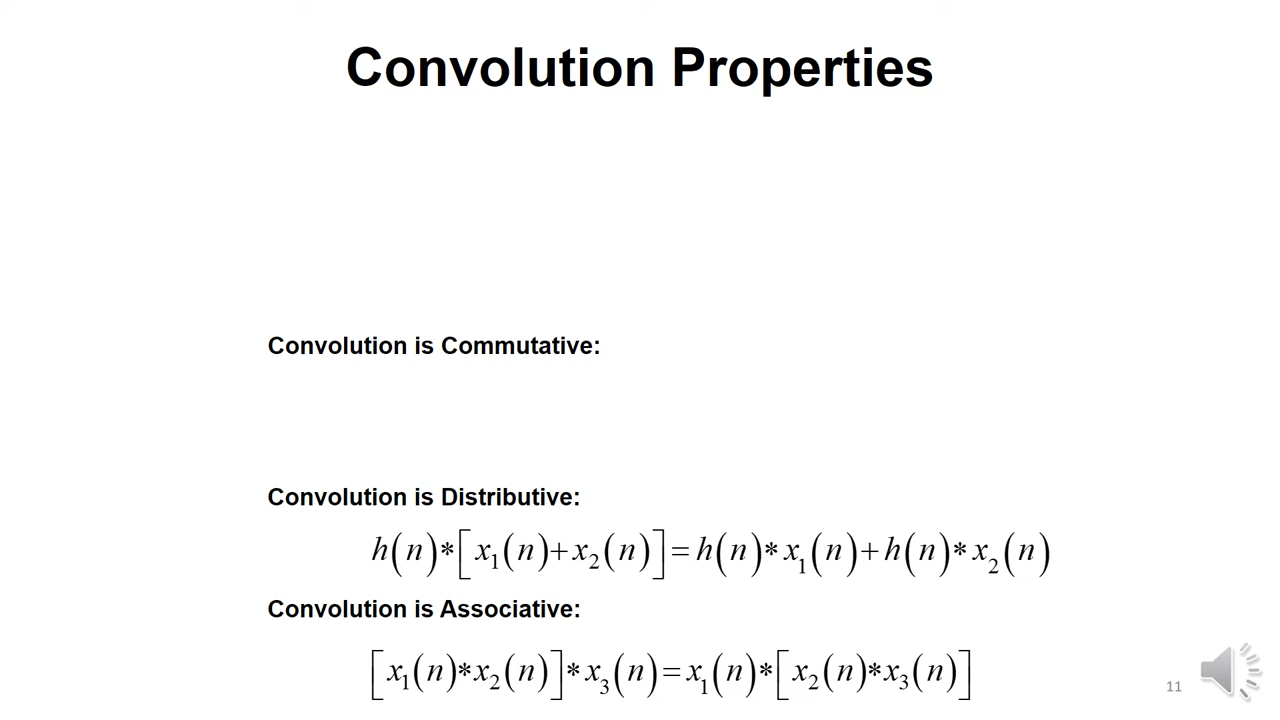 Convolution Properties
Convolution is Commutative:
Convolution is Distributive:
h(n)*[x₁(n)+x₂(n)]=h(n)*x₁(n)+h(n)*x₂(n)
Convolution is Associative:
[x₁(n)*x₂(n)]*x₃(n)=x₁(n)*[x₂(n)*x₃(n)]
11